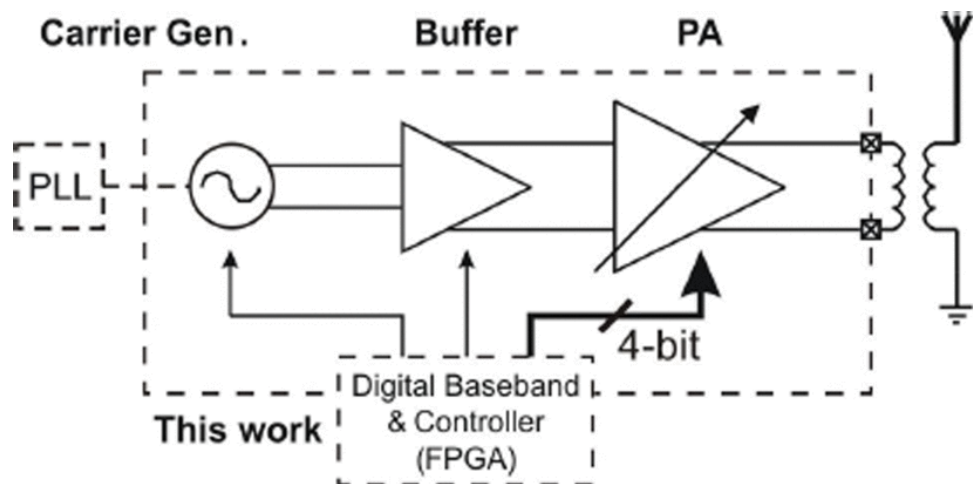 Carrier Gen.
Buffer
PA
PLL
4-bit
Digital Baseband
& Controller
(FPGA)
This work